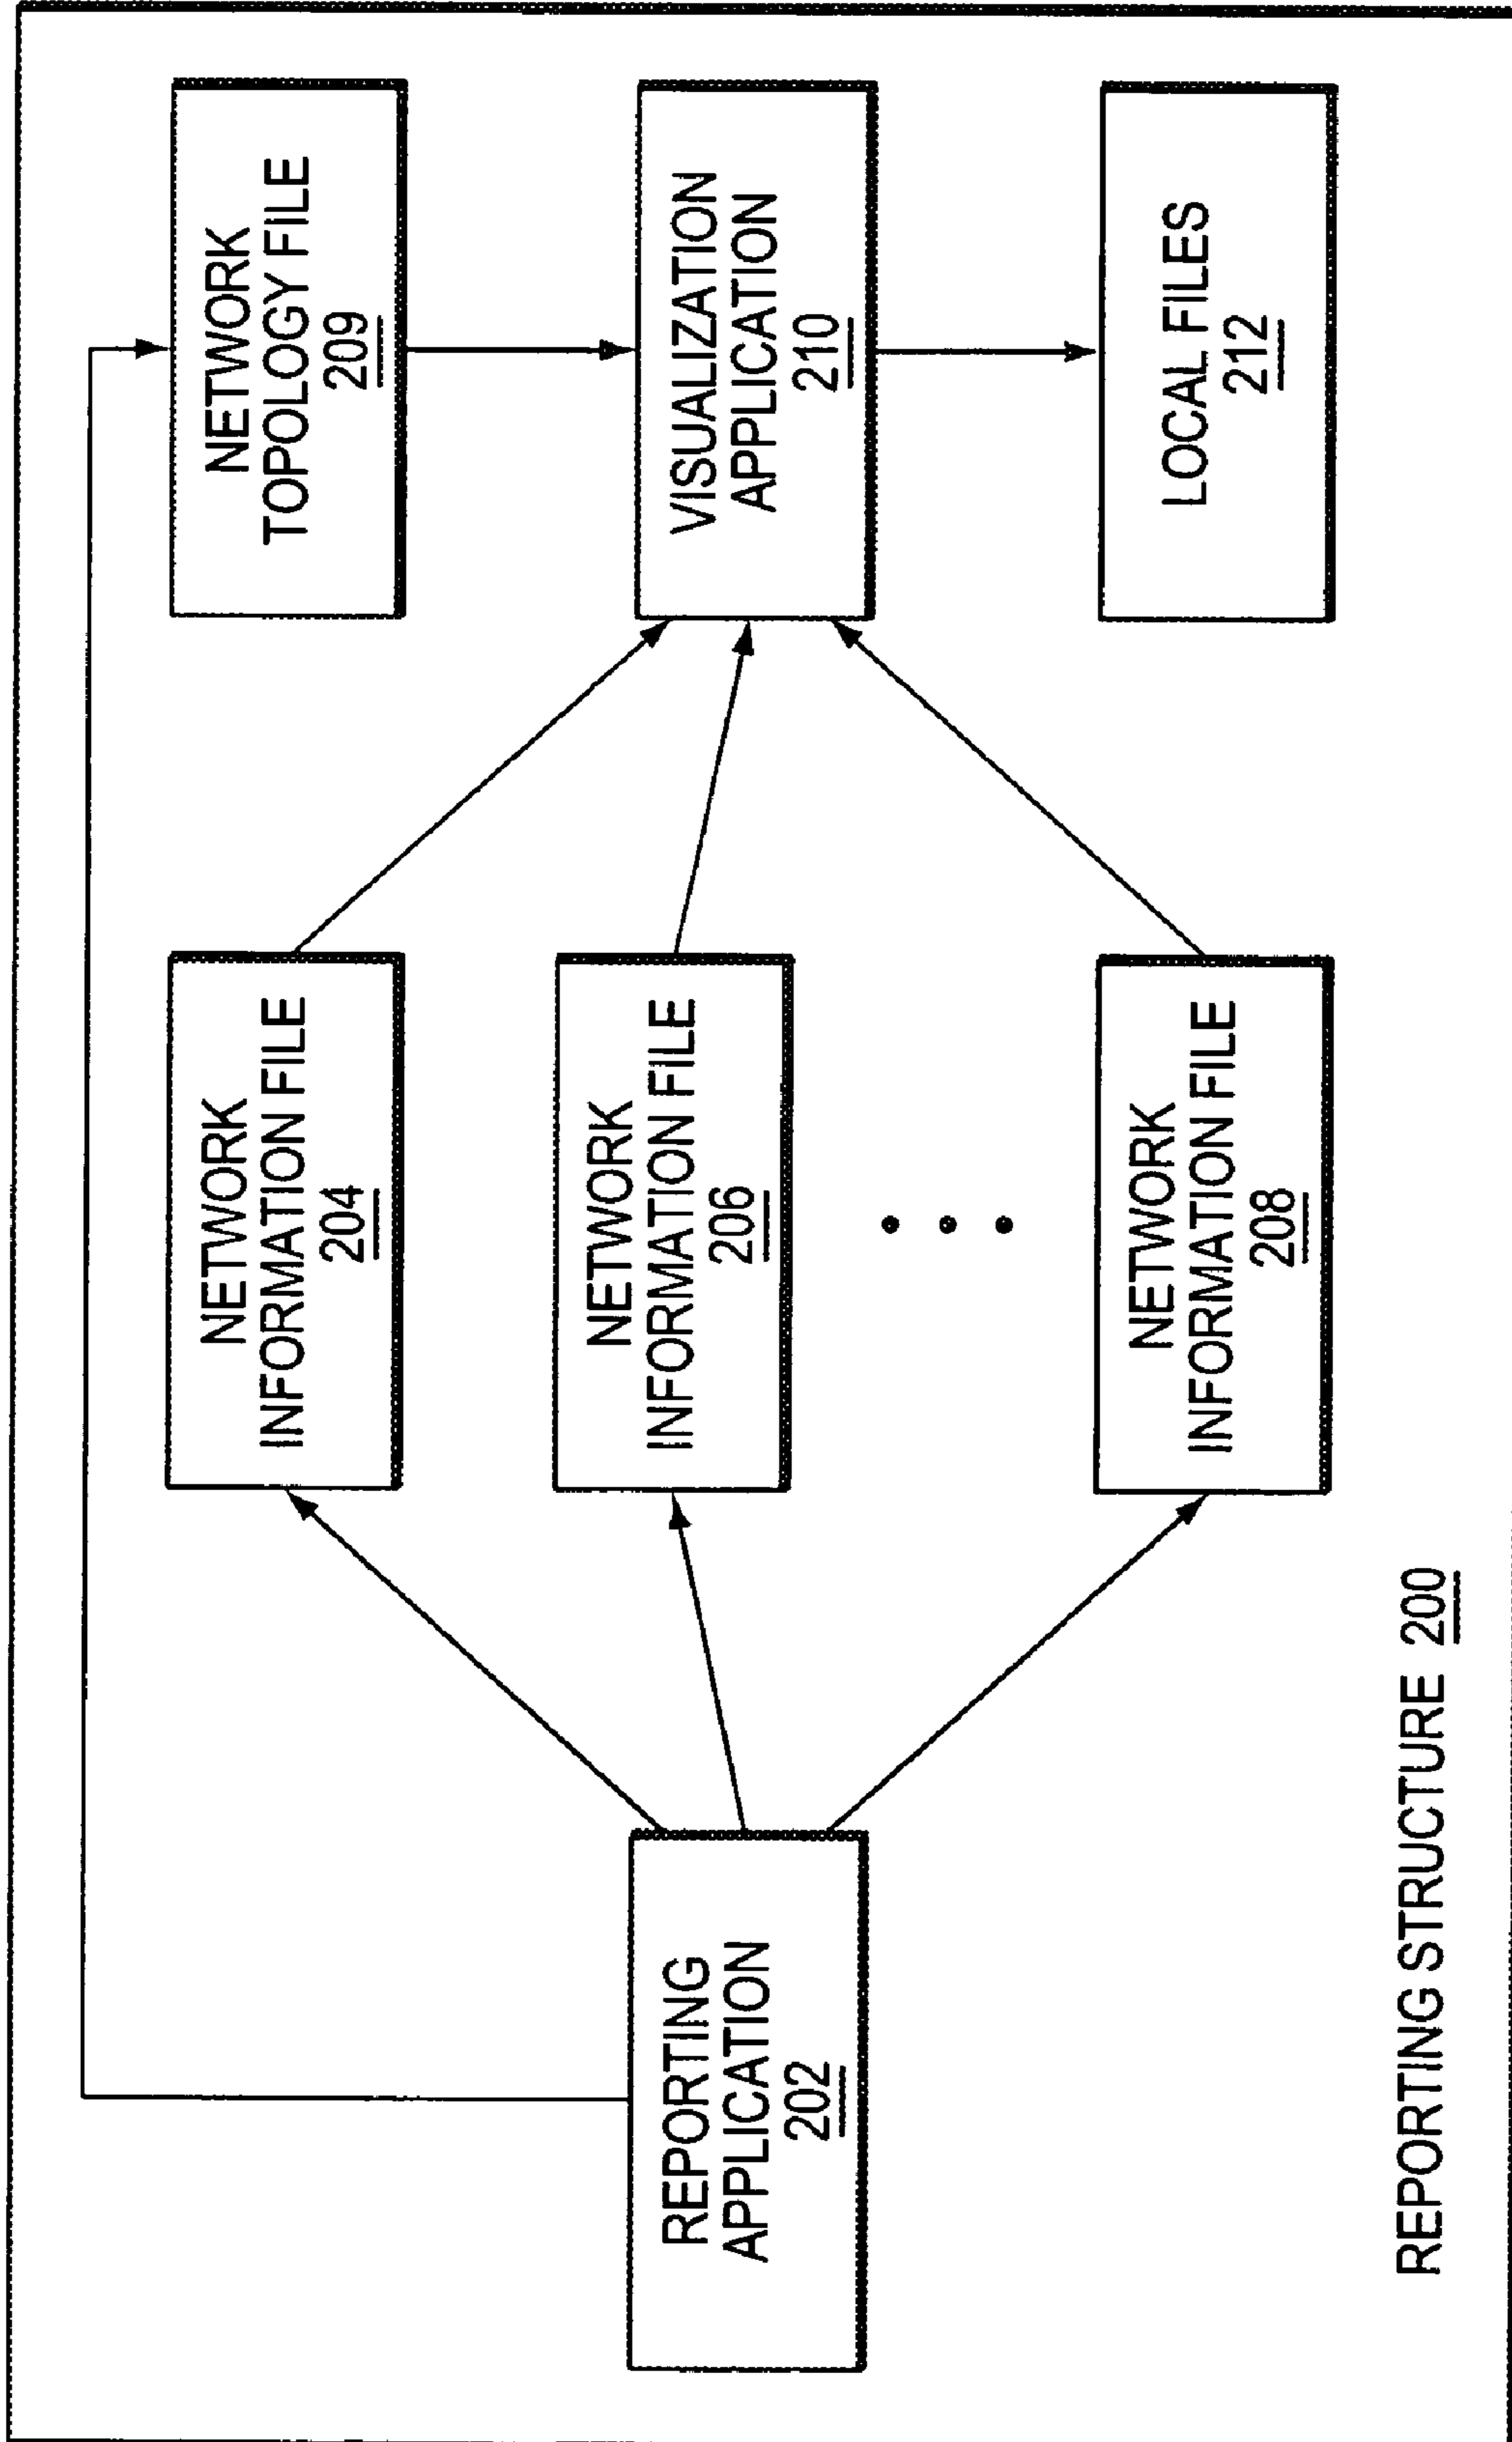 REPORTING
APPLICATION
202
NETWORK
INFORMATION FILE
204
NETWORK
INFORMATION FILE
206
NETWORK
INFORMATION FILE
208
NETWORK
TOPOLOGY FILE
209
VISUALIZATION
APPLICATION
210
LOCAL FILES
212
REPORTING STRUCTURE 200